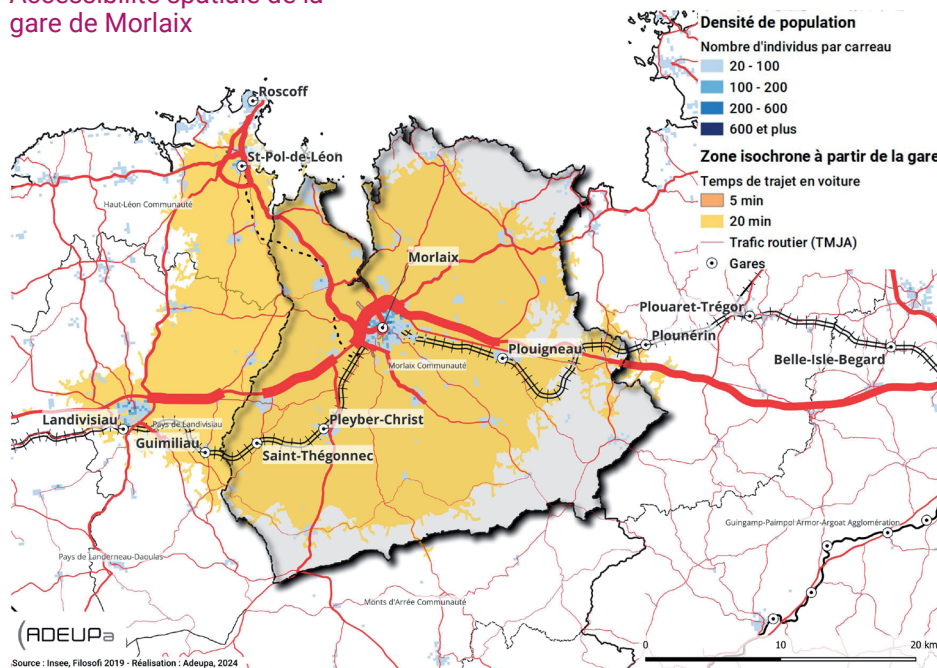 Accessibilité spatiale de la
gare de Morlaix
Densité de population
Nombre d'individus par carreau
20 - 100
100 - 200
200 - 600
600 et plus
Zone isochrone à partir de la gare
Temps de trajet en voiture
5 min
20 min
Trafic routier (TMJA)
Gares
Roscoff
St-Pol-de-Léon
Haut-Léon Communauté
Morlaix
Plouaret-Trégor
Plounérin
Plouigneau
Belle-Isle-Begard
Morlaix Communauté
Landivisiau
Pays de Landivisiau
Pleyber-Christ
Guimiliau
Saint-Thégonnec
Guingamp-Paimpol Armor-Argoat Agglomération
Pays de Landerneau-Daoulas
Monts d'Arrée Communauté
ADEUPa
0 10 20 km
Source : Insee, Filosofi 2019 - Réalisation : Adeupa, 2024